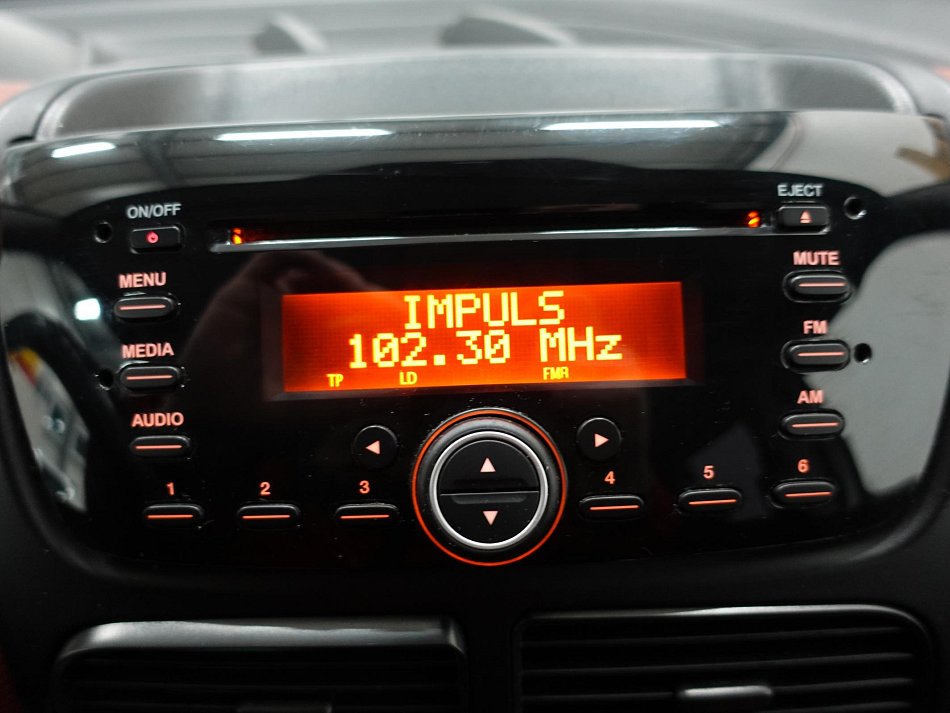 ON/OFF
EJECT
MENU
MUTE
IMPULS
102.30 MHz
TP LD FMR
MEDIA
FM
AUDIO
AM
1 2 3 4 5 6